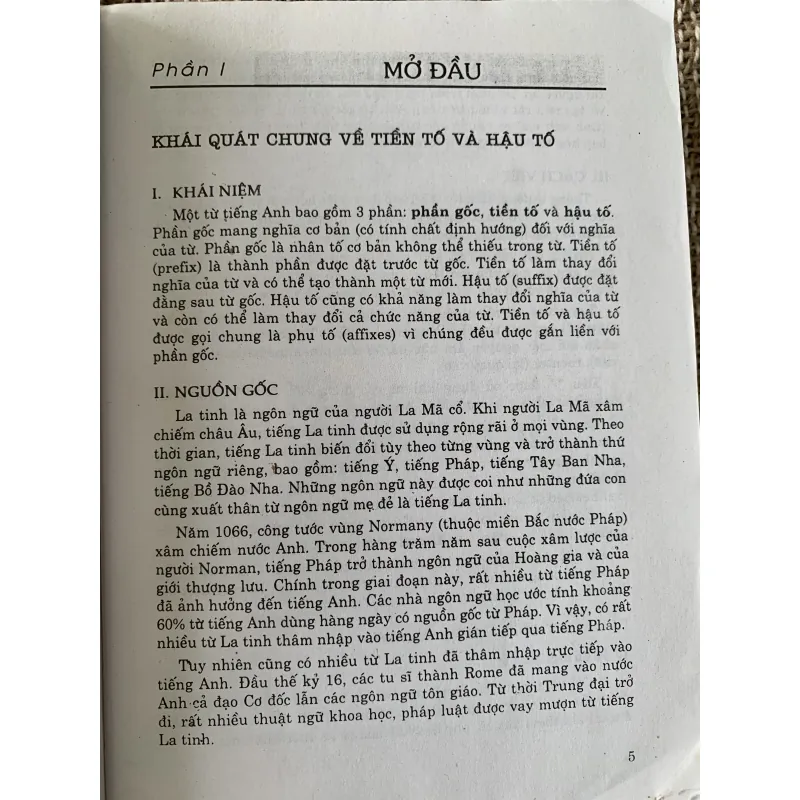 Phần I
MỞ ĐẦU
KHÁI QUÁT CHUNG VỀ TIỀN TỐ VÀ HẬU TỐ
I. KHÁI NIỆM
Một từ tiếng Anh bao gồm 3 phần: phần gốc, tiền tố và hậu tố.
Phần gốc mang nghĩa cơ bản (có tính chất định hướng) đối với nghĩa
của từ. Phần gốc là nhân tố cơ bản không thể thiếu trong từ. Tiền tố
(prefix) là thành phần được đặt trước từ gốc. Tiền tố làm thay đổi
nghĩa của từ và có thể tạo thành một từ mới. Hậu tố (suffix) được đặt
đằng sau từ gốc. Hậu tố cũng có khả năng làm thay đổi nghĩa của từ
và còn có thể làm thay đổi cả chức năng của từ. Tiền tố và hậu tố
được gọi chung là phụ tố (affixes) vì chúng đều được gắn liền với
phần gốc.
II. NGUỒN GỐC
La tinh là ngôn ngữ của người La Mã cổ. Khi người La Mã xâm
chiếm châu Âu, tiếng La tinh được sử dụng rộng rãi ở mọi vùng. Theo
thời gian, tiếng La tinh biến đổi tùy theo từng vùng và trở thành thứ
ngôn ngữ riêng, bao gồm: tiếng Ý, tiếng Pháp, tiếng Tây Ban Nha,
tiếng Bồ Đào Nha. Những ngôn ngữ này được coi như những đứa con
cùng xuất thân từ ngôn ngữ mẹ đẻ là tiếng La tinh.
Năm 1066, công tước vùng Normany (thuộc miền Bắc nước Pháp)
xâm chiếm nước Anh. Trong hàng trăm năm sau cuộc xâm lược của
người Norman, tiếng Pháp trở thành ngôn ngữ của Hoàng gia và của
giới thượng lưu. Chính trong giai đoạn này, rất nhiều từ tiếng Pháp
đã ảnh hưởng đến tiếng Anh. Các nhà ngôn ngữ học ước tính khoảng
60% từ tiếng Anh dùng hàng ngày có nguồn gốc từ Pháp. Vì vậy, có rất
nhiều từ La tinh thâm nhập vào tiếng Anh gián tiếp qua tiếng Pháp.
Tuy nhiên cũng có nhiều từ La tinh đã thâm nhập trực tiếp vào
tiếng Anh. Đầu thế kỷ 16, các tu sĩ thành Rome đã mang vào nước
Anh cả đạo Cơ đốc lẫn các ngôn ngữ tôn giáo. Từ thời Trung đại trở
đi, rất nhiều thuật ngữ khoa học, pháp luật được vay mượn từ tiếng
La tinh.
5